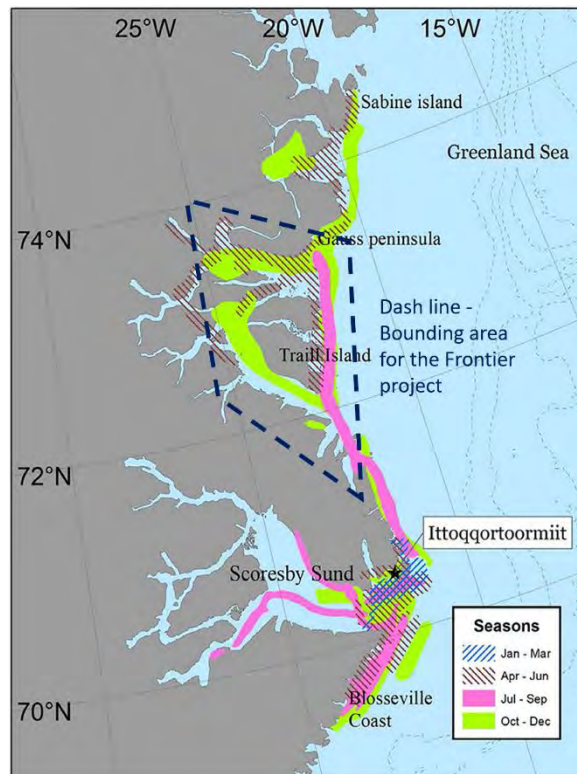 25°W
20°W
15°W
Sabine island
Greenland Sea
74°N
Gauss peninsula
Dash line -
Bounding area
for the Frontier
project
Traill Island
72°N
Ittoqqortoormiit
Scoresby Sund
Seasons
Jan - Mar
Apr - Jun
Jul - Sep
Oct - Dec
Blosseville
Coast
70°N